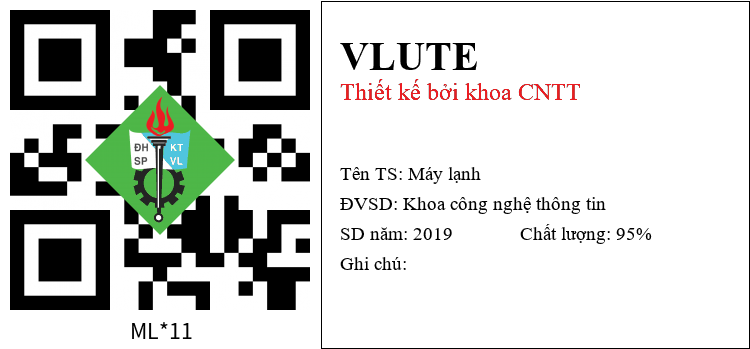 ĐH KT
SP VL
ML*11
VLUTE
Thiết kế bởi khoa CNTT
Tên TS: Máy lạnh
ĐVSD: Khoa công nghệ thông tin
SD năm: 2019 Chất lượng: 95%
Ghi chú: